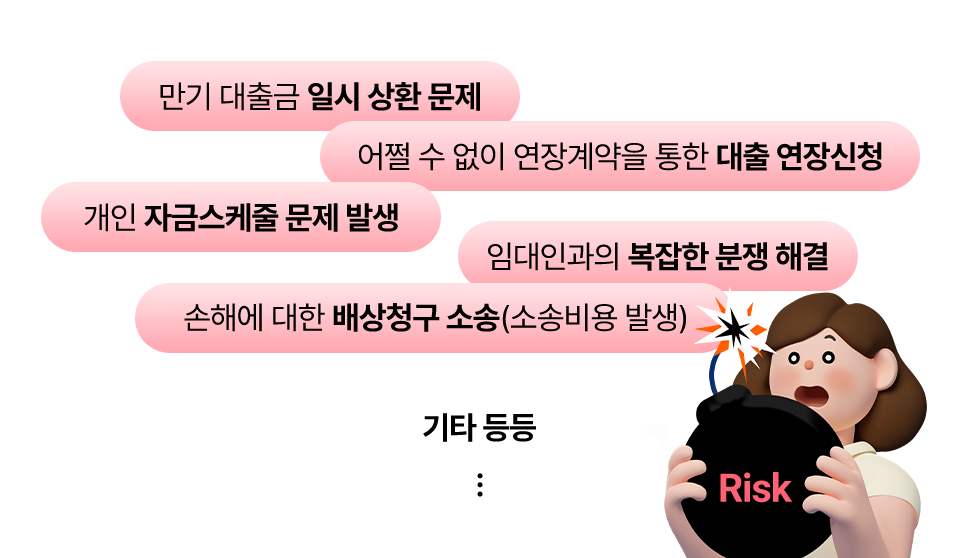 만기 대출금 일시 상환 문제
어쩔 수 없이 연장계약을 통한 대출 연장신청
개인 자금스케줄 문제 발생
임대인과의 복잡한 분쟁 해결
손해에 대한 배상청구 소송(소송비용 발생)
기타 등등
⋮
Risk